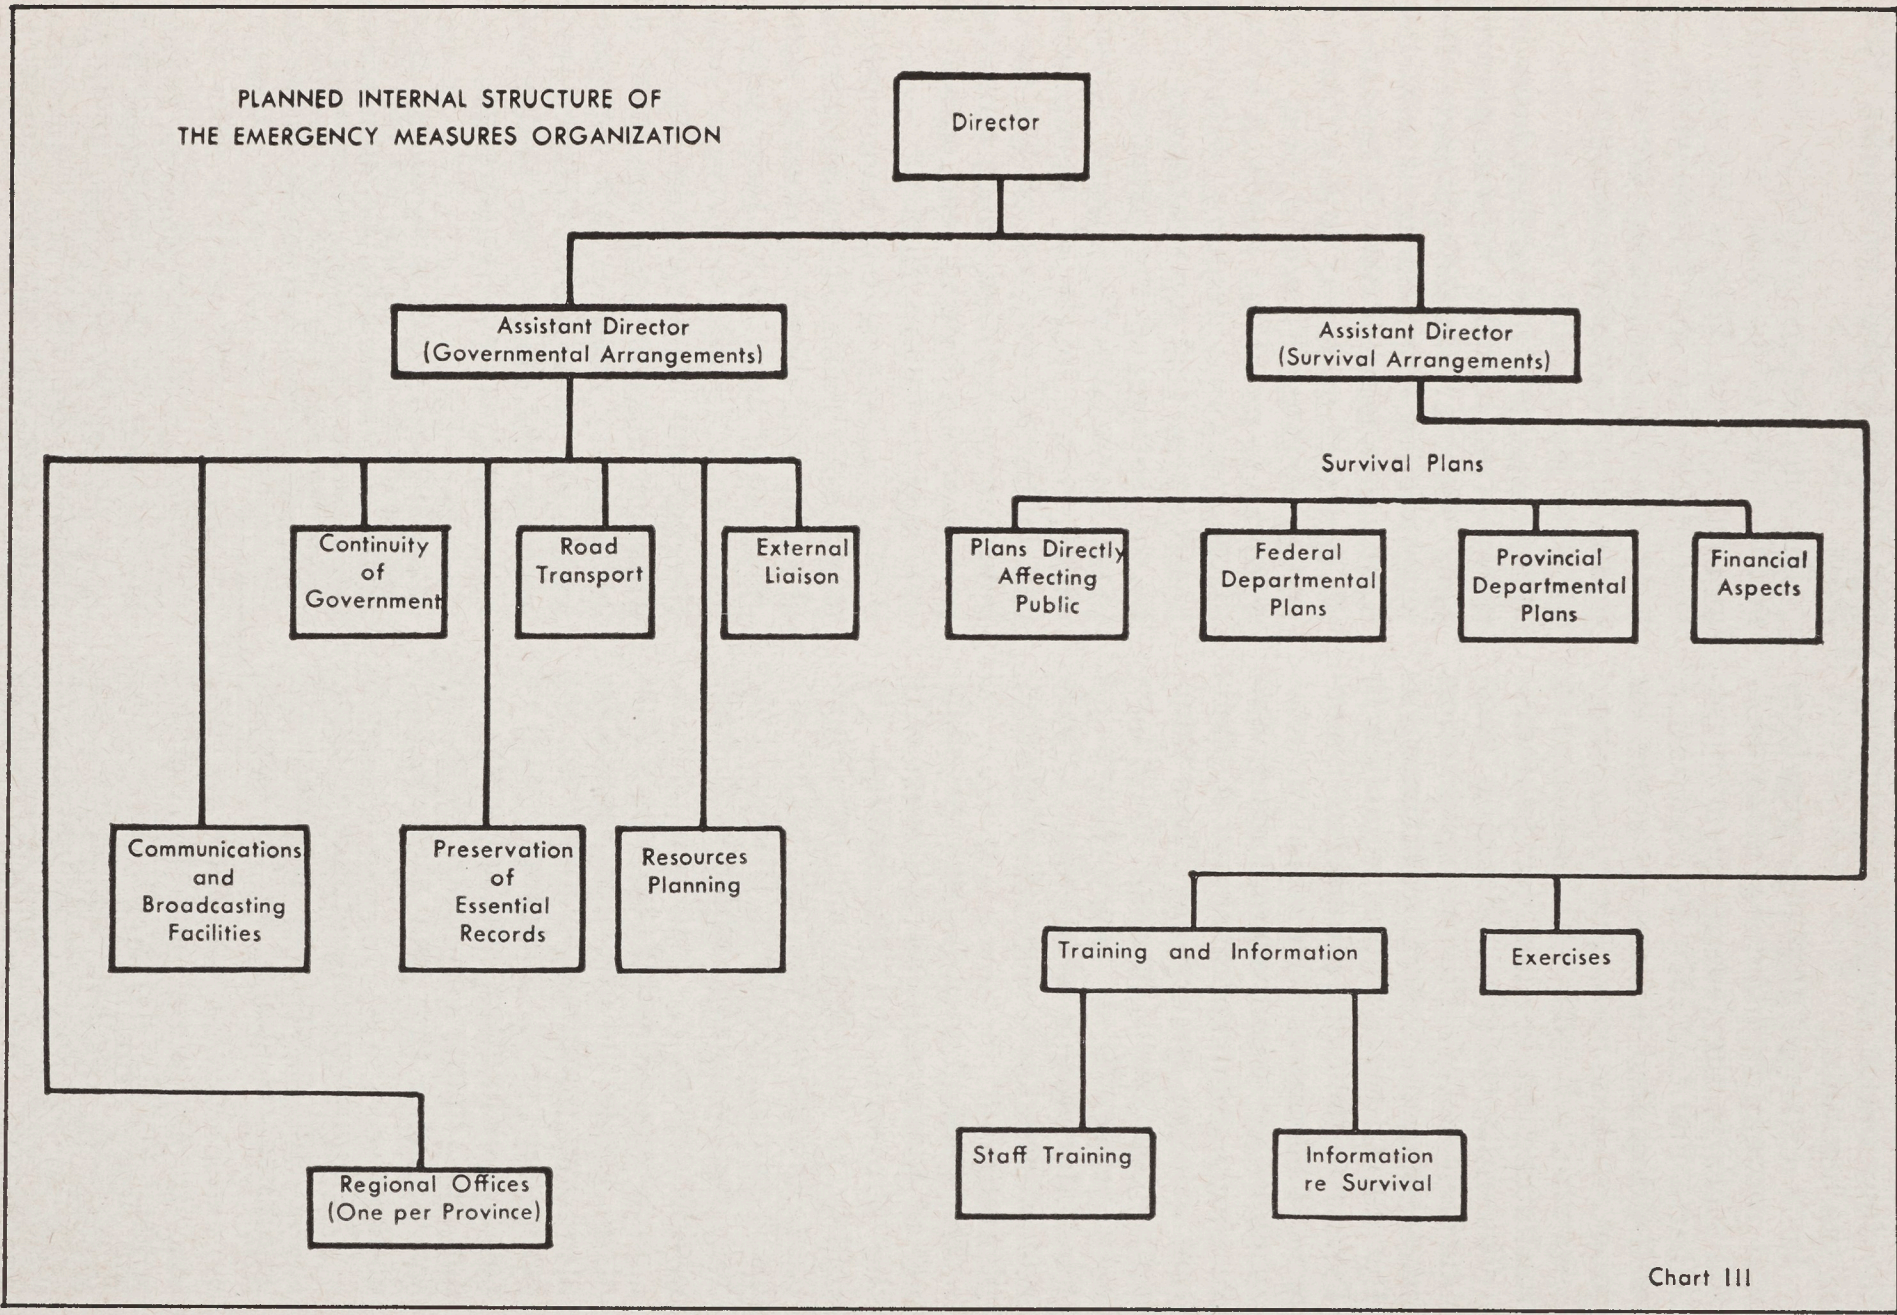 PLANNED INTERNAL STRUCTURE OF
THE EMERGENCY MEASURES ORGANIZATION
Director
Assistant Director
(Governmental Arrangements)
Assistant Director
(Survival Arrangements)
Survival Plans
Continuity
of
Government
Road
Transport
External
Liaison
Plans Directly
Affecting
Public
Federal
Departmental
Plans
Provincial
Departmental
Plans
Financial
Aspects
Communications
and
Broadcasting
Facilities
Preservation
of
Essential
Records
Resources
Planning
Training and Information
Exercises
Staff Training
Information
re Survival
Regional Offices
(One per Province)
Chart III